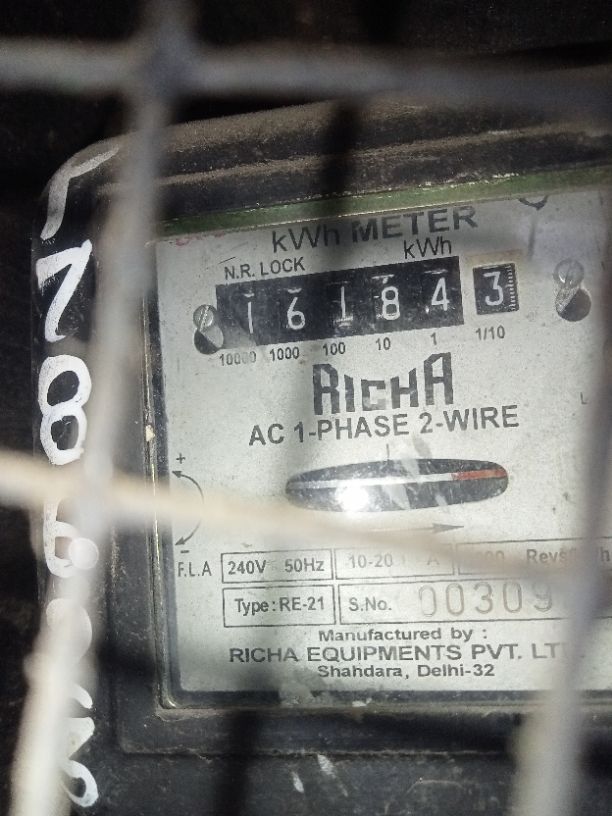 kWh METER
kWh
N.R. LOCK
1 6 1 8 4 3
10000 1000 100 10 1 1/10
RICHA
AC 1-PHASE 2-WIRE
+
-
F.L.A 240V 50Hz 10-20 A
Type: RE-21 S.No. 00309
Manufactured by :
RICHA EQUIPMENTS PVT.
Shahdara, Delhi-32